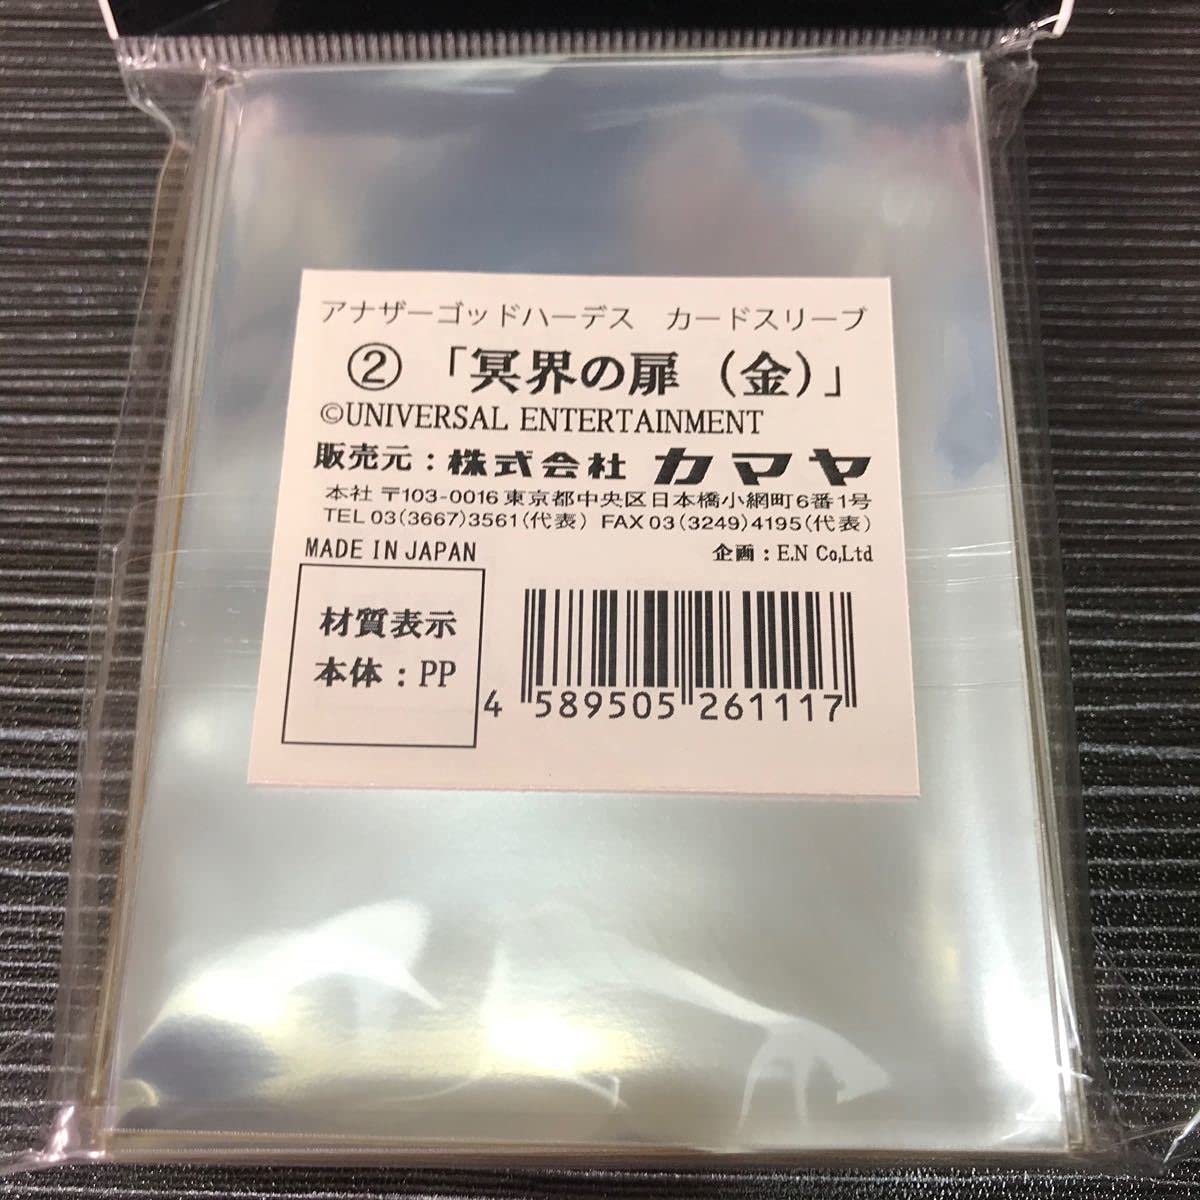 アナザーゴッドハーデス　カードスリーブ
② 「冥界の扉（金）」
©UNIVERSAL ENTERTAINMENT
販売元：株式会社 カマヤ
本社 〒103-0016 東京都中央区日本橋小網町6番1号
TEL 03(3667)3561(代表) FAX 03(3249)4195(代表)
MADE IN JAPAN 企画：E.N Co,Ltd
材質表示
本体：PP
4 589505 261117